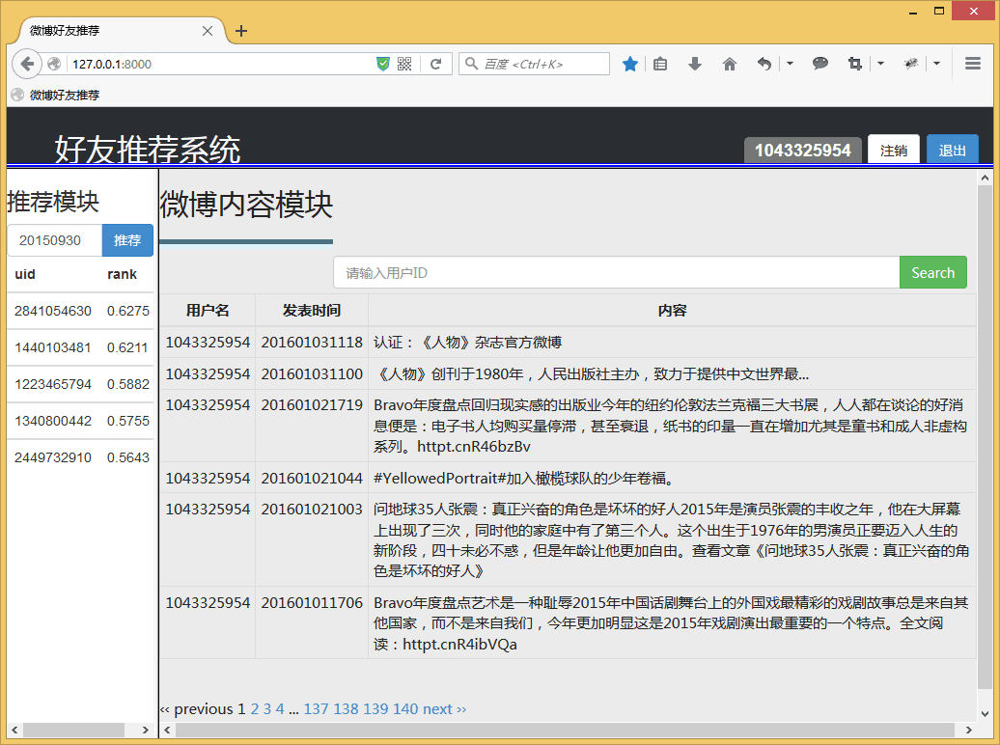 微博好友推荐
127.0.0.1:8000
百度 <Ctrl+K>
微博好友推荐
好友推荐系统
1043325954 注销 退出
推荐模块
20150930 推荐
uid rank
2841054630 0.6275
1440103481 0.6211
1223465794 0.5882
1340800442 0.5755
2449732910 0.5643
微博内容模块
请输入用户ID Search
用户名 发表时间 内容
1043325954 201601031118 认证：《人物》杂志官方微博
1043325954 201601031100 《人物》创刊于1980年，人民出版社主办，致力于提供中文世界最...
1043325954 201601021719 Bravo年度盘点回归现实感的出版业今年的纽约伦敦法兰克福三大书展，人人都在谈论的好消
息便是：电子书人均购买量停滞，甚至衰退，纸书的印量一直在增加尤其是童书和成人非虚构
系列。httpt.cnR46bzBv
1043325954 201601021044 #YellowedPortrait#加入橄榄球队的少年卷福。
1043325954 201601021003 问地球35人张震：真正兴奋的角色是坏坏的好人2015年是演员张震的丰收之年，他在大屏幕
上出现了三次，同时他的家庭中有了第三个人。这个出生于1976年的男演员正要迈入人生的
新阶段，四十未必不惑，但是年龄让他更加自由。查看文章《问地球35人张震：真正兴奋的角
色是坏坏的好人》
1043325954 201601011706 Bravo年度盘点艺术是一种耻辱2015年中国话剧舞台上的外国戏最精彩的戏剧故事总是来自其
他国家，而不是来自我们，今年更加明显这是2015年戏剧演出最重要的一个特点。全文阅
读：httpt.cnR4ibVQa
‹‹ previous 1 2 3 4 ... 137 138 139 140 next ››